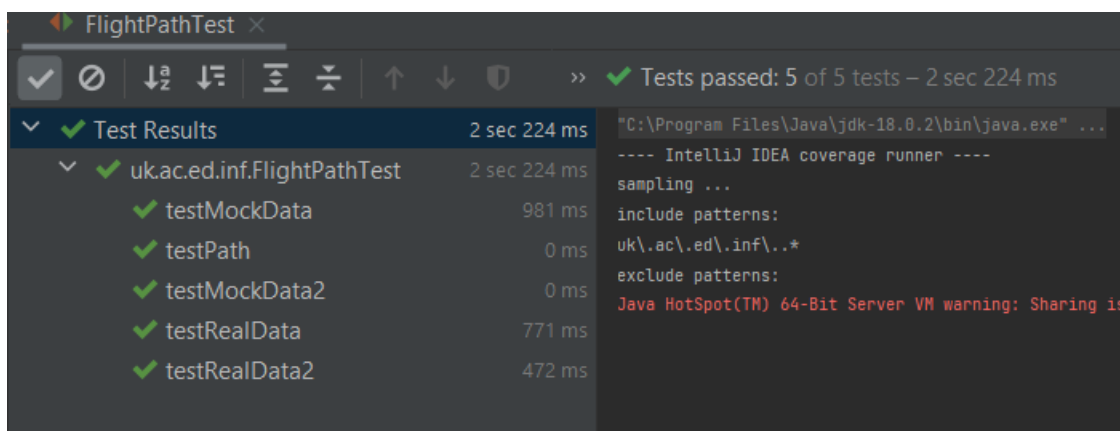 FlightPathTest
Tests passed: 5 of 5 tests – 2 sec 224 ms
Test Results 2 sec 224 ms
uk.ac.ed.inf.FlightPathTest 2 sec 224 ms
testMockData 981 ms
testPath 0 ms
testMockData2 0 ms
testRealData 771 ms
testRealData2 472 ms
"C:\Program Files\Java\jdk-18.0.2\bin\java.exe" ...
---- IntelliJ IDEA coverage runner ----
sampling ...
include patterns:
uk\.ac\.ed\.inf\..*
exclude patterns:
Java HotSpot(TM) 64-Bit Server VM warning: Sharing is